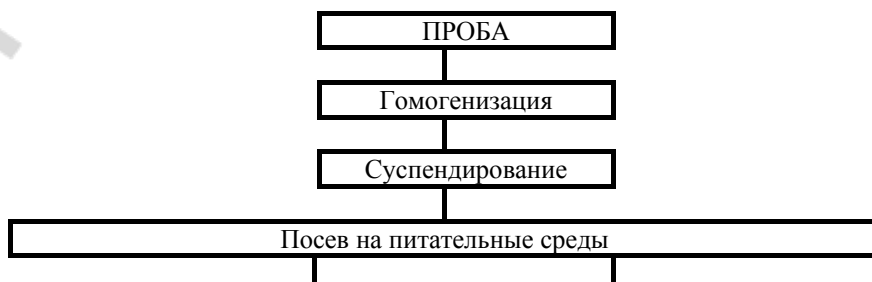 ПРОБА
Гомогенизация
Суспендирование
Посев на питательные среды